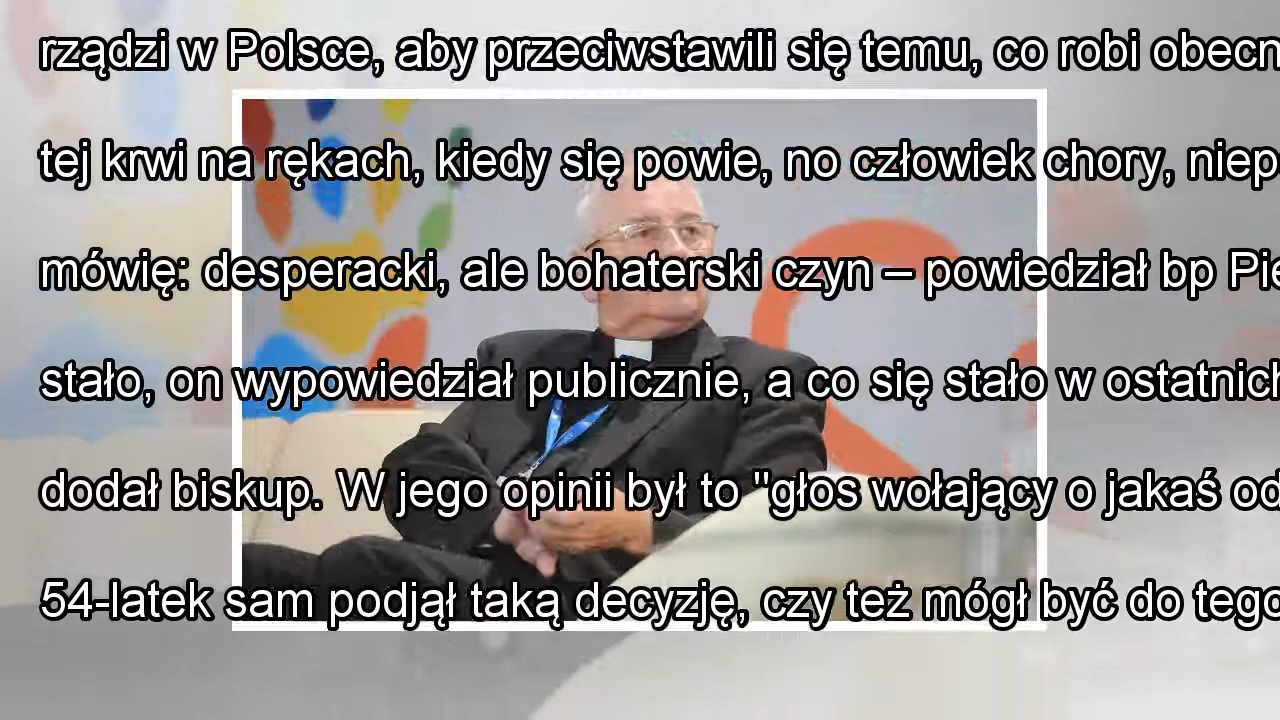 rządzi w Polsce, aby przeciwstawili się temu, co robi obecn
tej krwi na rękach, kiedy się powie, no człowiek chory, niep
mówię: desperacki, ale bohaterski czyn – powiedział bp Pie
stało, on wypowiedział publicznie, a co się stało w ostatnich
dodał biskup. W jego opinii był to "głos wołający o jakaś od
54-latek sam podjął taką decyzję, czy też mógł być do tego